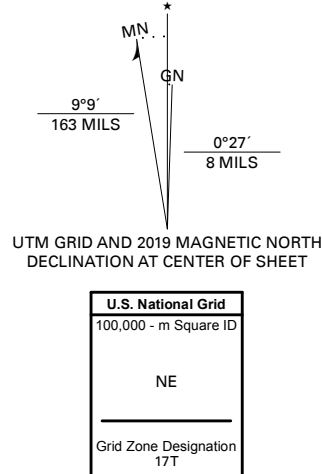 ★
MN
GN
9°9´
163 MILS
0°27´
8 MILS
UTM GRID AND 2019 MAGNETIC NORTH
DECLINATION AT CENTER OF SHEET
U.S. National Grid
100,000 - m Square ID
NE
Grid Zone Designation
17T